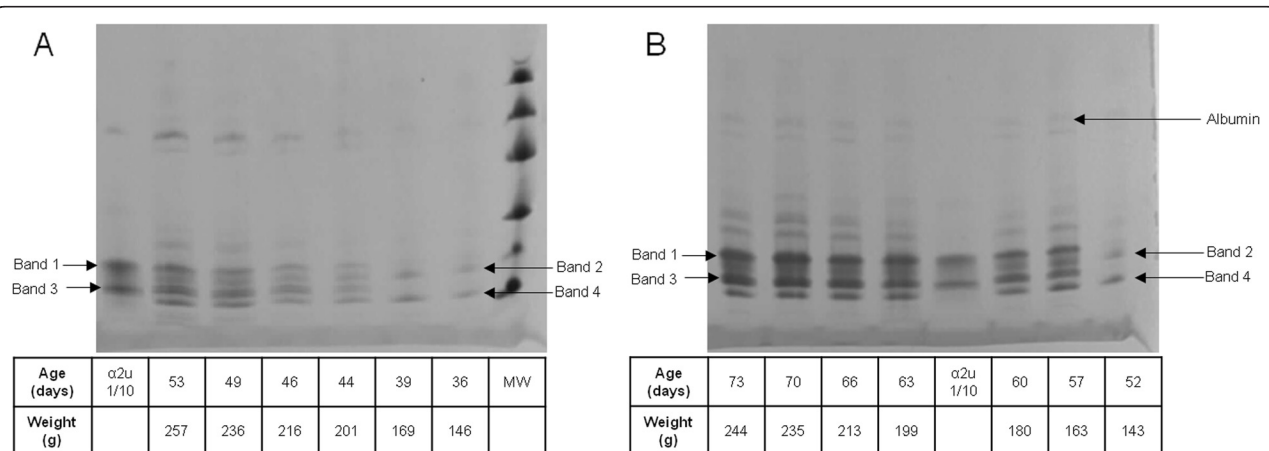 A
Band 1
Band 3
Band 2
Band 4
Age (days) α2u 1/10 53 49 46 44 39 36 MW
Weight (g) 257 236 216 201 169 146
B
Albumin
Band 1
Band 3
Band 2
Band 4
Age (days) 73 70 66 63 α2u 1/10 60 57 52
Weight (g) 244 235 213 199 180 163 143